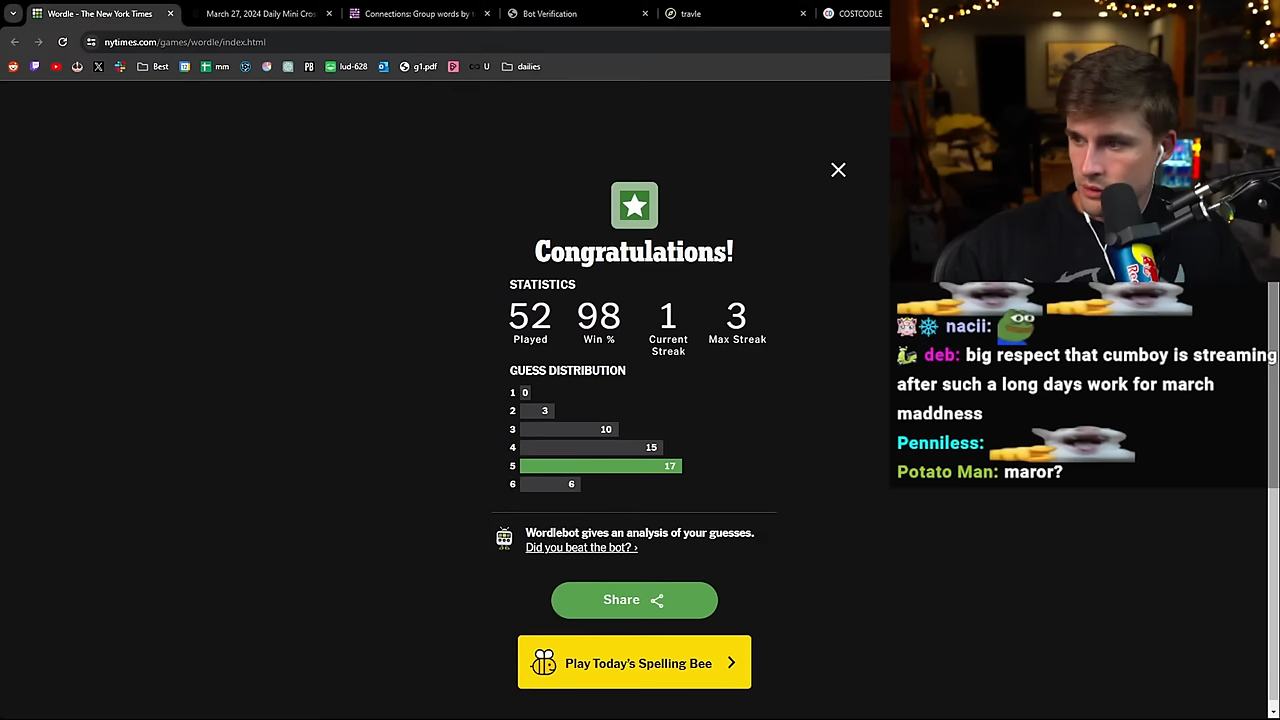 Wordle - The New York Times
March 27, 2024 Daily Mini Cros
Connections: Group words by
Bot Verification
travle
COSTCODLE
nytimes.com/games/wordle/index.html
Best
mm
PB
lud-628
g1.pdf
U
dailies
Congratulations!
STATISTICS
52 98 1 3
Played Win % Current Streak Max Streak
GUESS DISTRIBUTION
1 0
2 3
3 10
4 15
5 17
6 6
Wordlebot gives an analysis of your guesses.
Did you beat the bot? ›
Share
Play Today's Spelling Bee
nacii:
deb: big respect that cumboy is streaming
after such a long days work for march
maddness
Penniless:
Potato Man: maror?